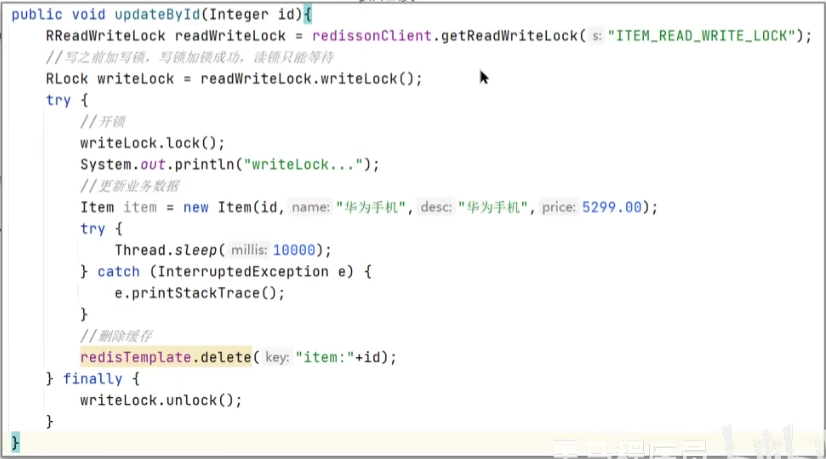 public void updateById(Integer id){
RReadWriteLock readWriteLock = redissonClient.getReadWriteLock( s: "ITEM_READ_WRITE_LOCK");
//写之前加写锁，写锁加锁成功，读锁只能等待
RLock writeLock = readWriteLock.writeLock();
try {
//开锁
writeLock.lock();
System.out.println("writeLock...");
//更新业务数据
Item item = new Item(id, name: "华为手机", desc: "华为手机", price: 5299.00);
try {
Thread.sleep( millis: 10000);
} catch (InterruptedException e) {
e.printStackTrace();
}
//删除缓存
redisTemplate.delete( key: "item:"+id);
} finally {
writeLock.unlock();
}
}